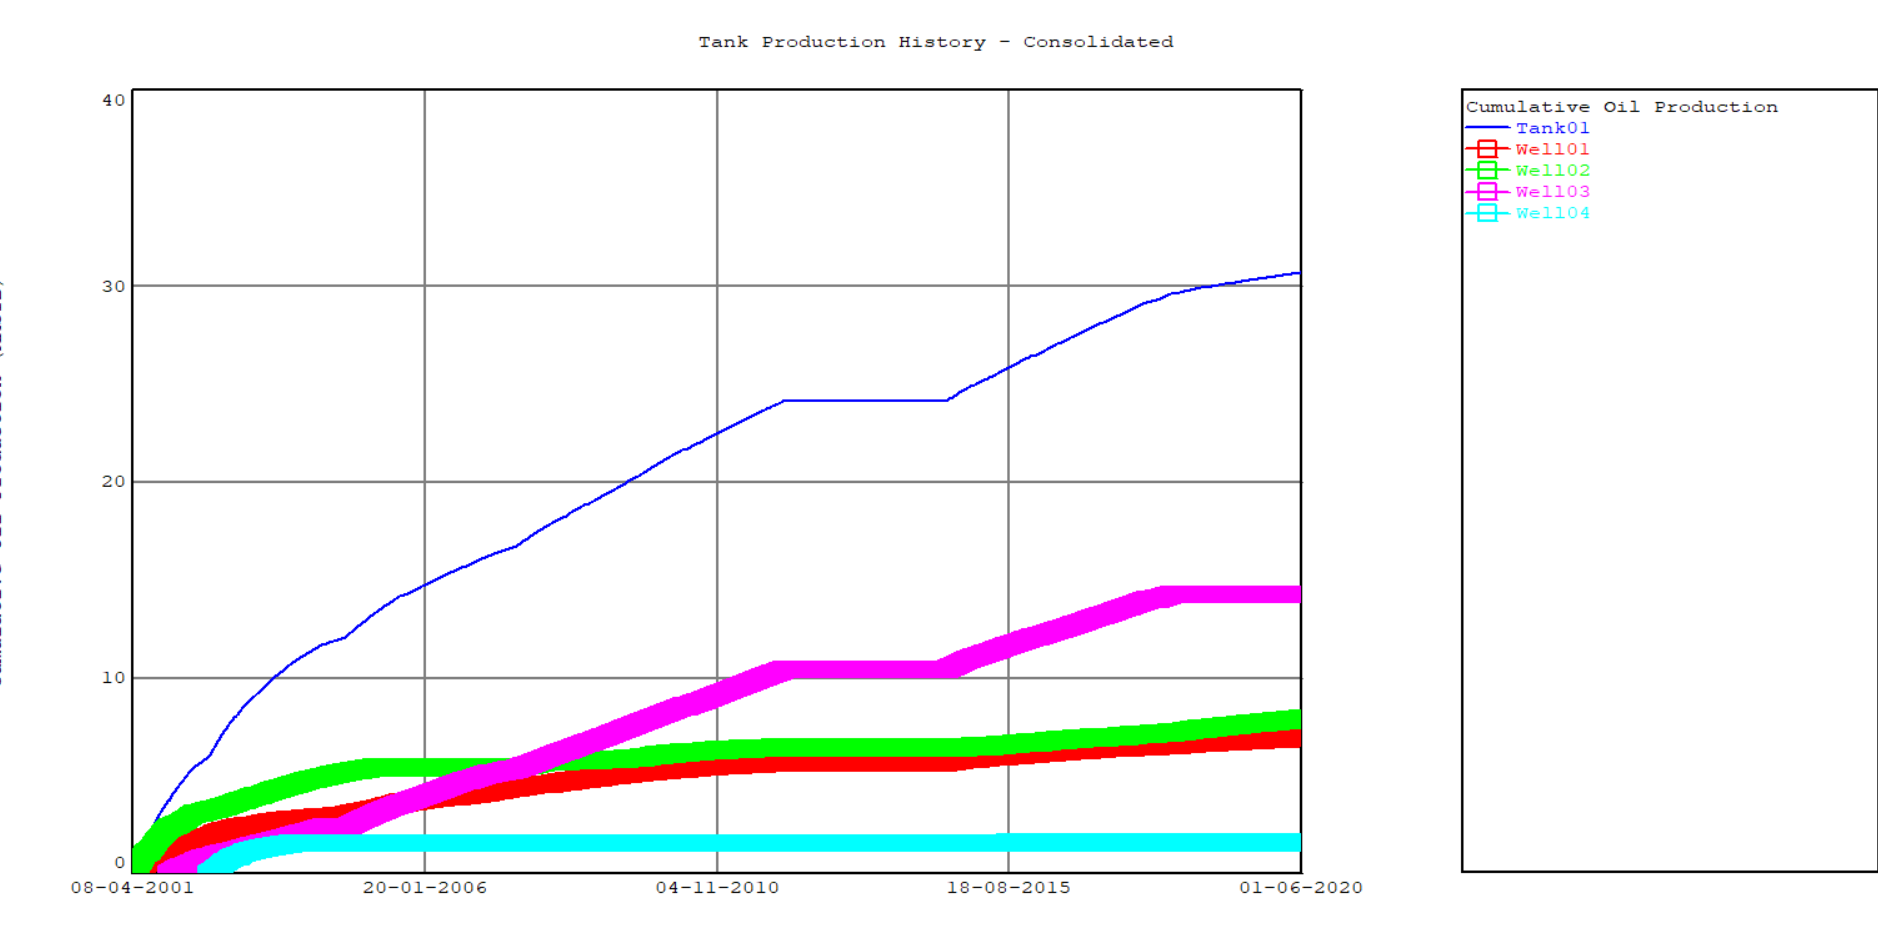 Tank Production History - Consolidated
40
30
20
10
0
08-04-2001
20-01-2006
04-11-2010
18-08-2015
01-06-2020
Cumulative Oil Production
Tank01
Well01
Well02
Well03
Well04